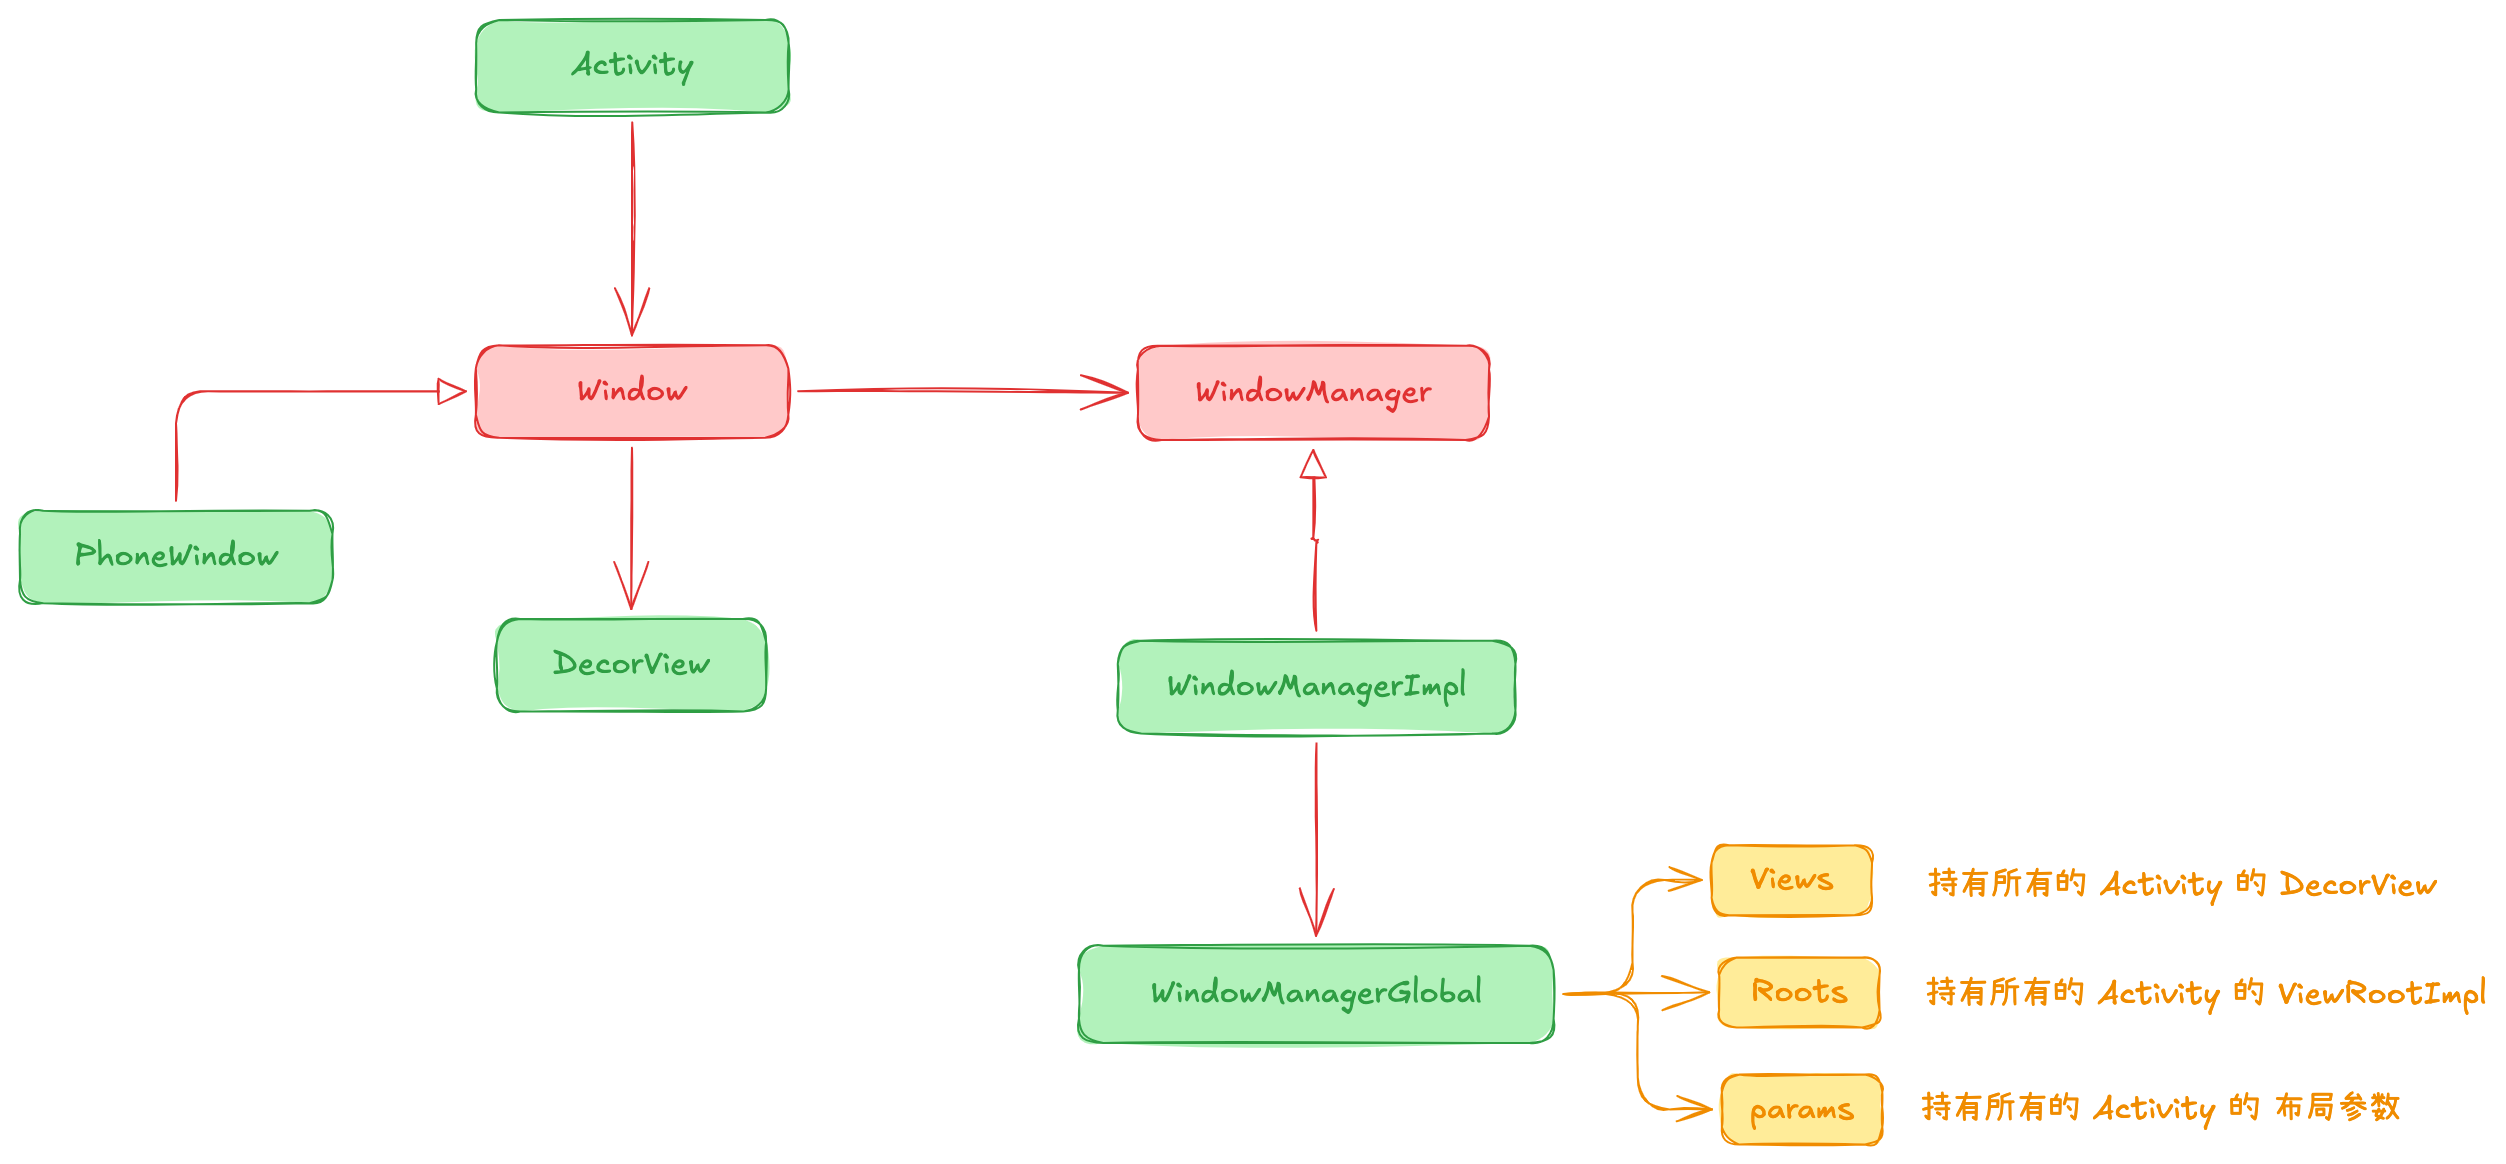 Activity
Window
WindowManager
PhoneWindow
DecorView
WindowManagerImpl
Views
持有所有的 Activity 的 DecorView
WindowManagerGlobal
Roots
持有所有的 Activity 的 ViewRootImpl
params
持有所有的 Activity 的 布局参数